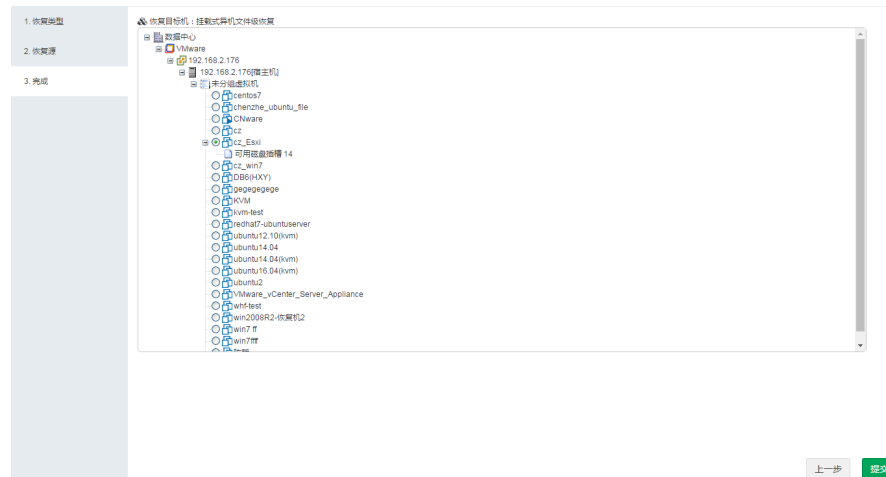 1. 恢复类型
2. 恢复源
3. 完成
恢复目标机：挂载式异机文件级恢复
数据中心
VMware
192.168.2.176
192.168.2.176[宿主机]
未分组虚拟机
centos7
chenzhe_ubuntu_file
CNware
cz
cz_Esxi
可用磁盘插槽 14
cz_win7
DB6(HXY)
gegegegege
KVM
kvm-test
redhat7-ubuntuserver
ubuntu12.10(kvm)
ubuntu14.04
ubuntu14.04(kvm)
ubuntu16.04(kvm)
ubuntu2
VMware_vCenter_Server_Appliance
whf-test
win2008R2-恢复机2
win7 ff
win7fff
上一步
提交